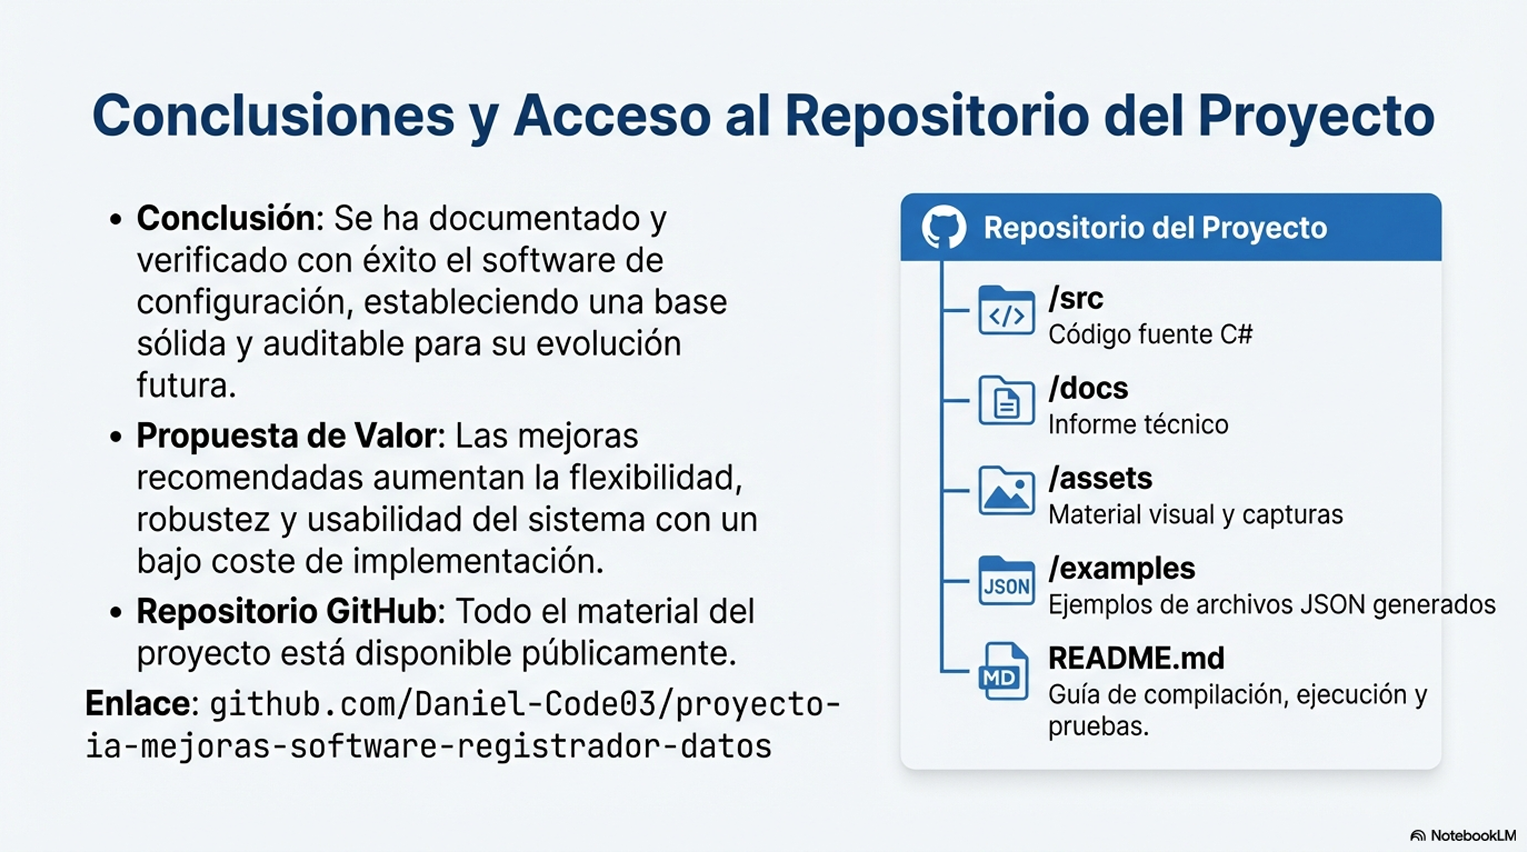 Conclusiones y Acceso al Repositorio del Proyecto
• Conclusión: Se ha documentado y
verificado con éxito el software de
configuración, estableciendo una base
sólida y auditable para su evolución
futura.
• Propuesta de Valor: Las mejoras
recomendadas aumentan la flexibilidad,
robustez y usabilidad del sistema con un
bajo coste de implementación.
• Repositorio GitHub: Todo el material del
proyecto está disponible públicamente.
Enlace: github.com/Daniel-Code03/proyecto-
ia-mejoras-software-registrador-datos
Repositorio del Proyecto
</>
/src
Código fuente C#
/docs
Informe técnico
/assets
Material visual y capturas
JSON
/examples
Ejemplos de archivos JSON generados
MD
README.md
Guía de compilación, ejecución y
pruebas.
NotebookLM